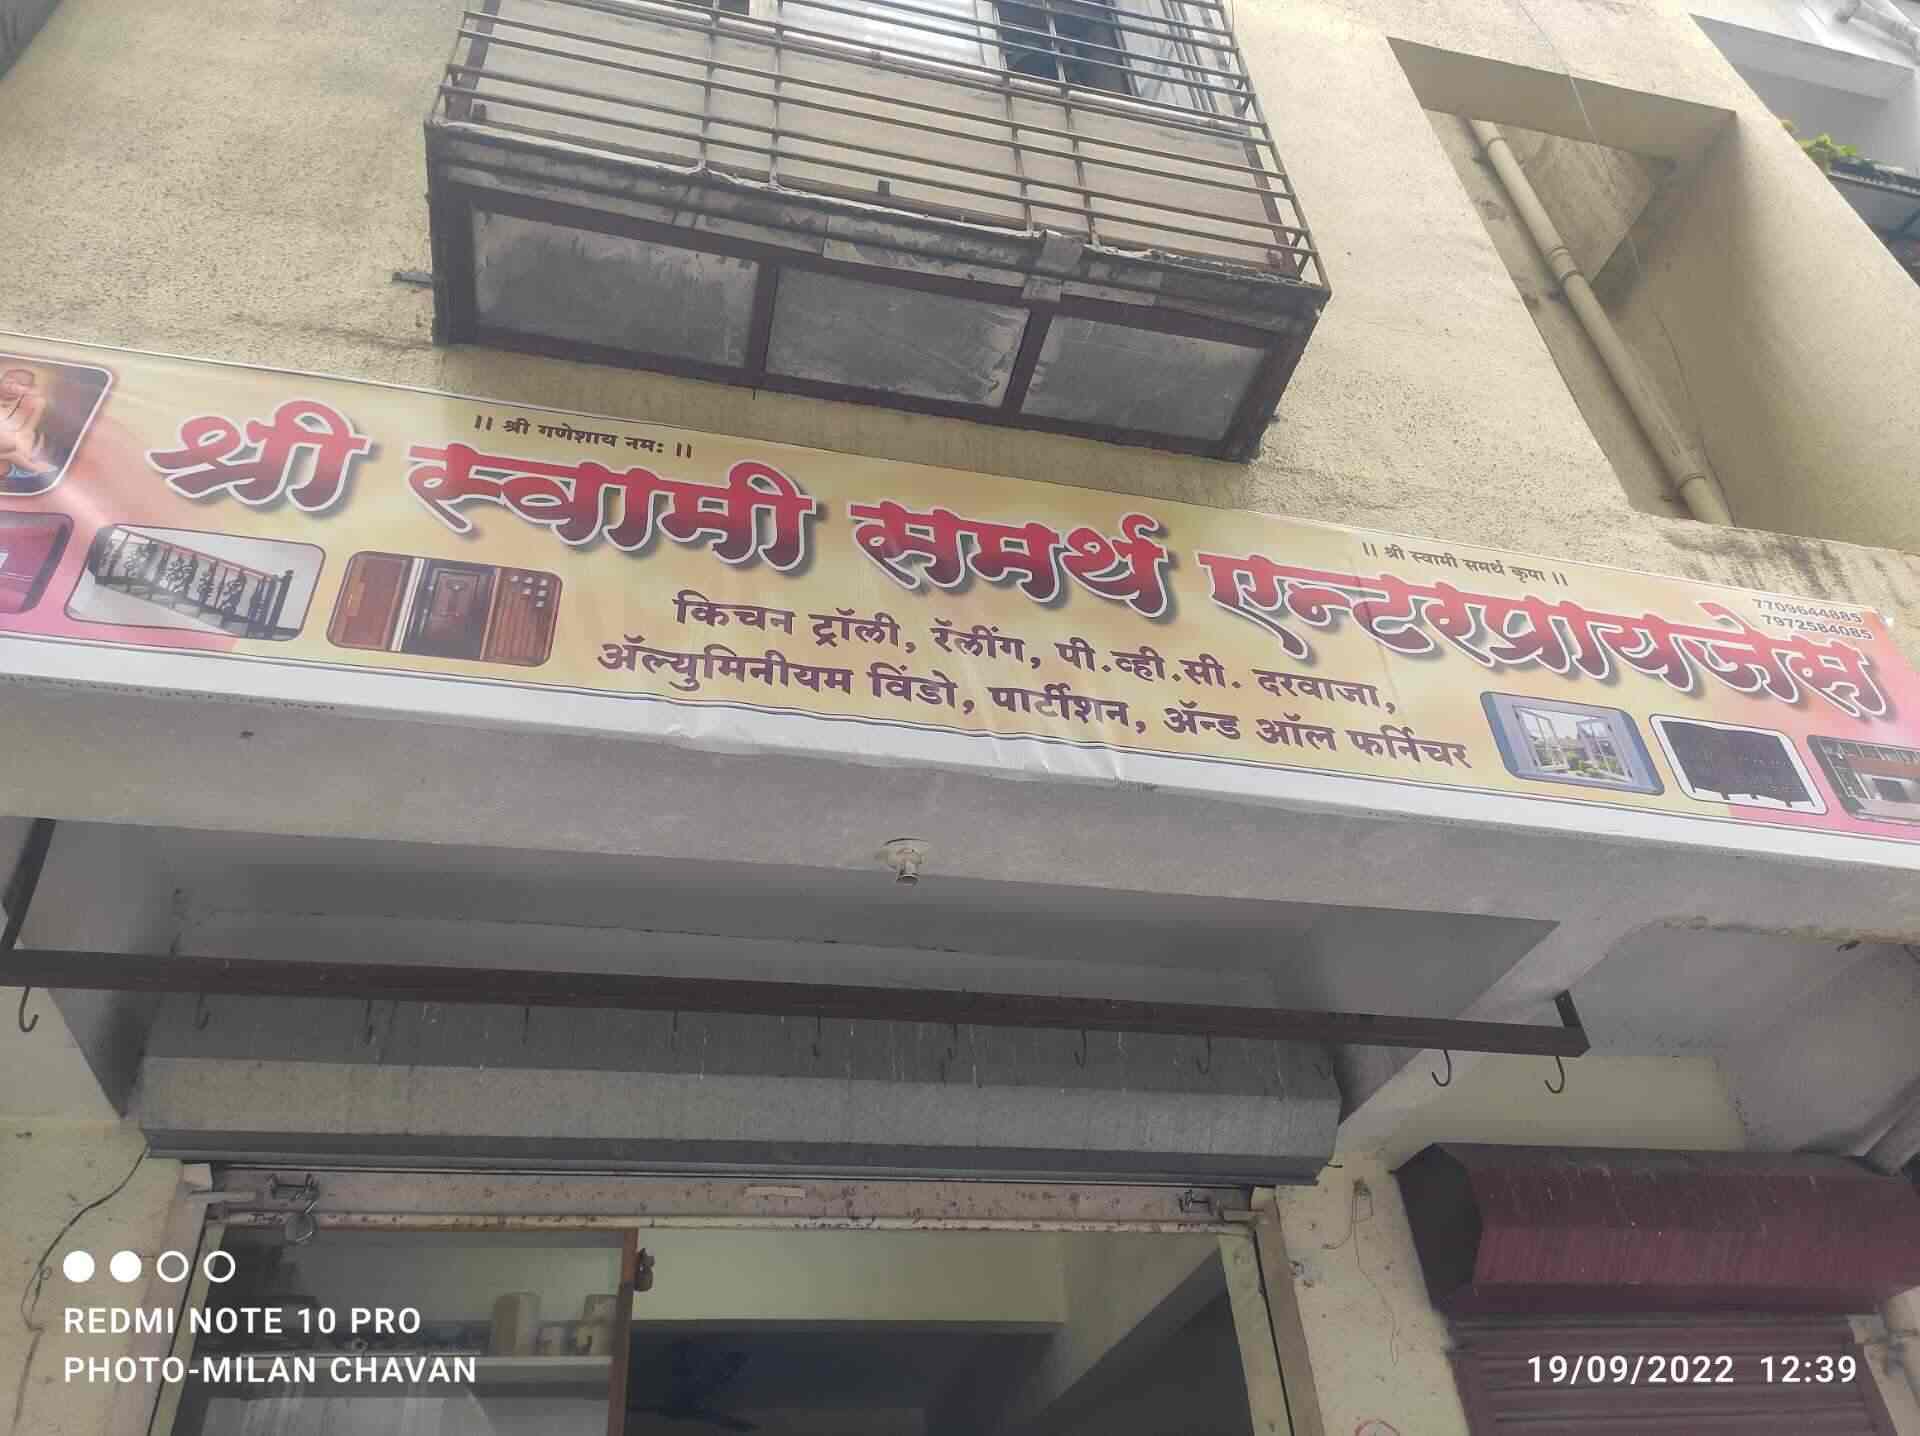 || श्री गणेशाय नमः ||
|| श्री स्वामी समर्थ कृपा ||
7709644885
7972584085
श्री स्वामी समर्थ एन्टरप्रायजेस
किचन ट्रॉली, रॅलींग, पी.व्ही.सी. दरवाजा,
ॲल्युमिनीयम विंडो, पार्टीशन, ॲन्ड ऑल फर्निचर
REDMI NOTE 10 PRO
PHOTO-MILAN CHAVAN
19/09/2022 12:39